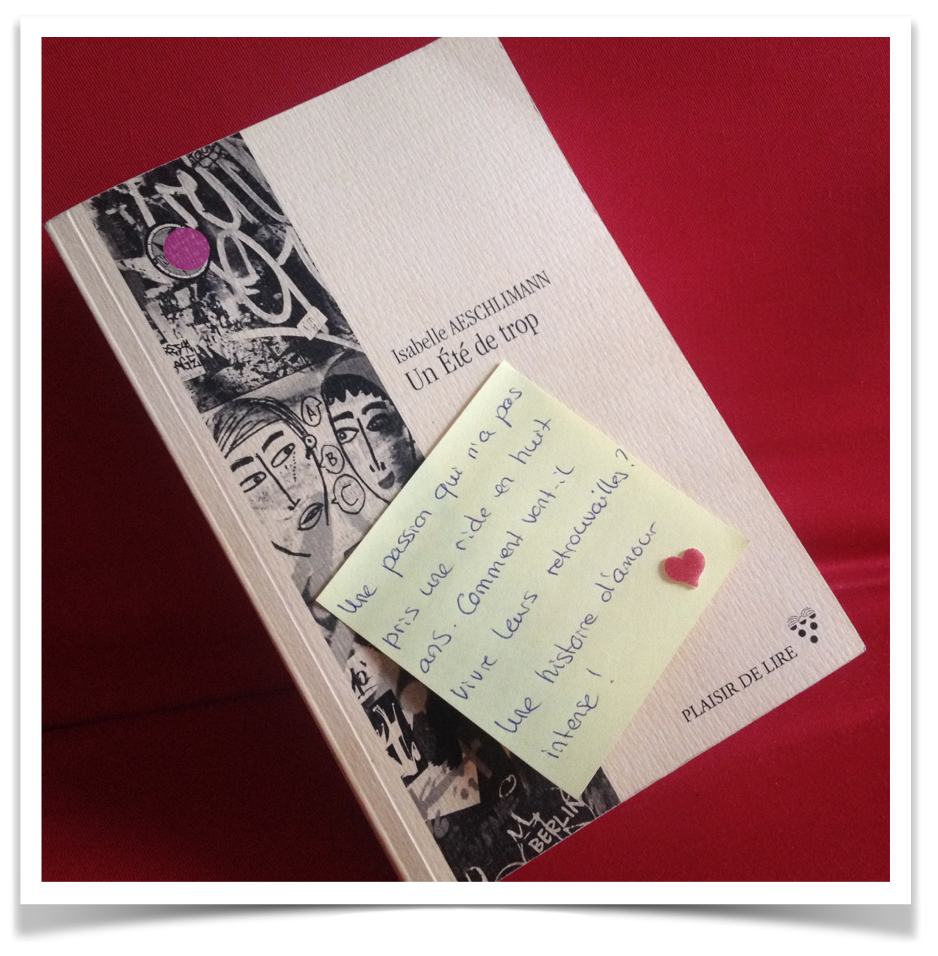 Isabelle AESCHLIMANN
Un Été de trop
A
B
C
Une passion qui n'a pas
pris une ride en huit
ans. Comment vont-il
vivre leurs retrouvailles?
Une histoire d'amour
intense !
PLAISIR DE LIRE
BERLIN